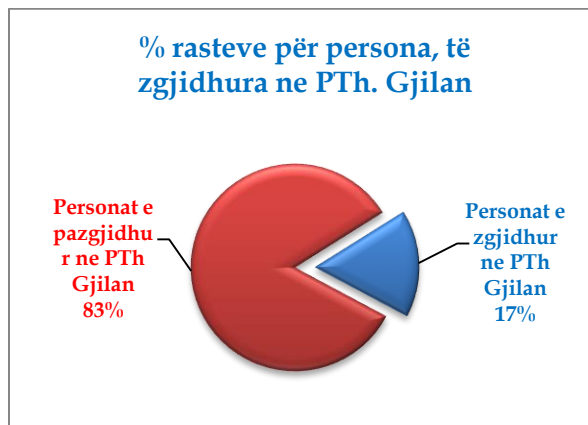 % rasteve për persona, të
zgjidhura ne PTh. Gjilan
Personat e
pazgjidhu
r ne PTh
Gjilan
83%
Personat e
zgjidhur
ne PTh
Gjilan
17%